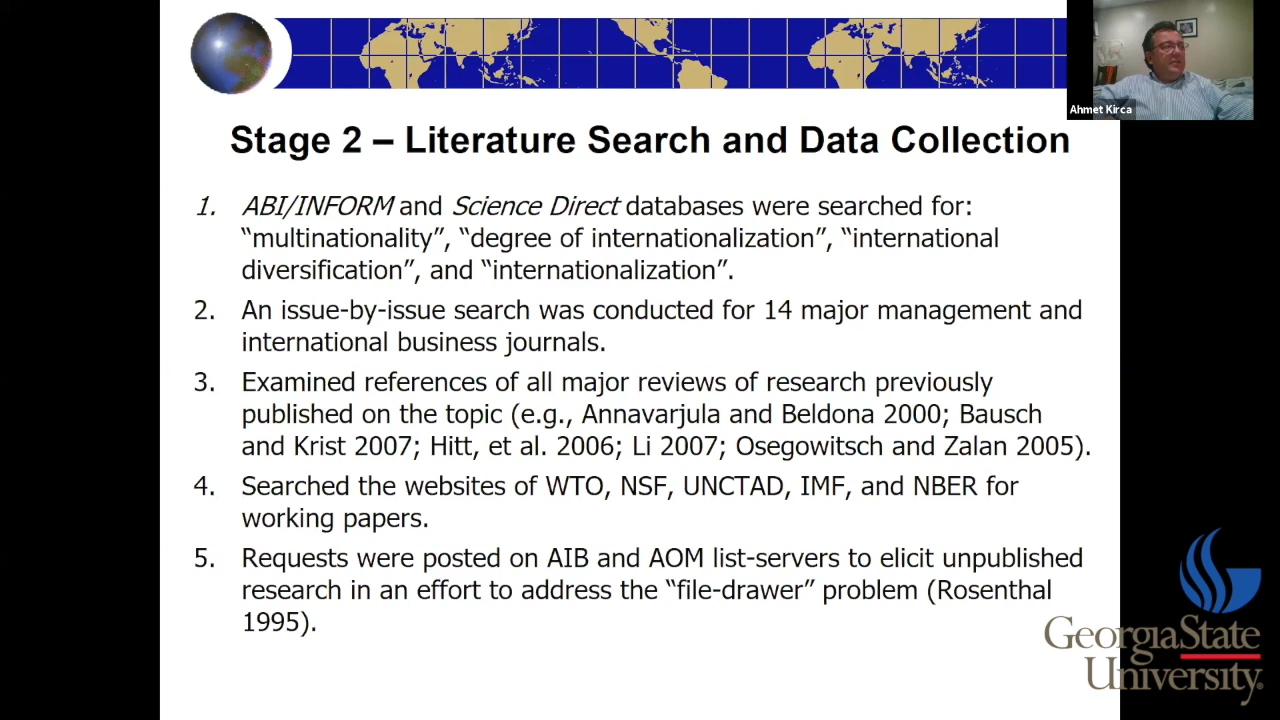 Ahmet Kirca
Stage 2 – Literature Search and Data Collection
1. ABI/INFORM and Science Direct databases were searched for:
“multinationality”, “degree of internationalization”, “international
diversification”, and “internationalization”.
2. An issue-by-issue search was conducted for 14 major management and
international business journals.
3. Examined references of all major reviews of research previously
published on the topic (e.g., Annavarjula and Beldona 2000; Bausch
and Krist 2007; Hitt, et al. 2006; Li 2007; Osegowitsch and Zalan 2005).
4. Searched the websites of WTO, NSF, UNCTAD, IMF, and NBER for
working papers.
5. Requests were posted on AIB and AOM list-servers to elicit unpublished
research in an effort to address the “file-drawer” problem (Rosenthal
1995).
GeorgiaState
University.